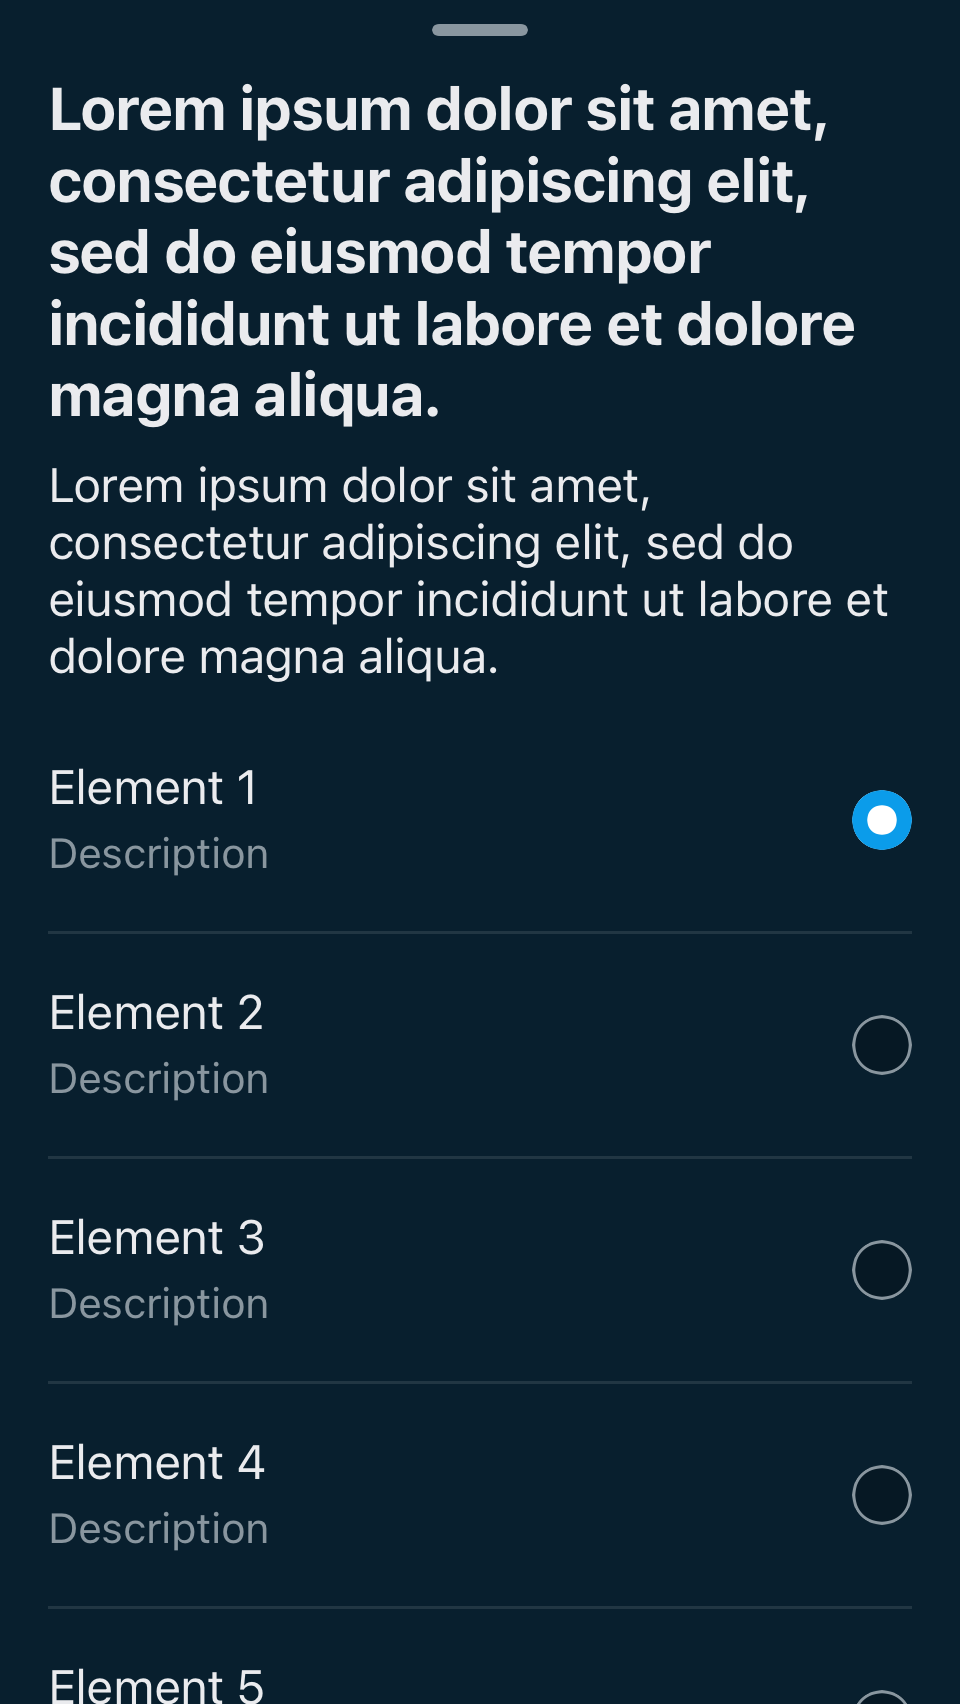 Lorem ipsum dolor sit amet,
consectetur adipiscing elit,
sed do eiusmod tempor
incididunt ut labore et dolore
magna aliqua.
Lorem ipsum dolor sit amet,
consectetur adipiscing elit, sed do
eiusmod tempor incididunt ut labore et
dolore magna aliqua.
Element 1
Description
Element 2
Description
Element 3
Description
Element 4
Description
Element 5